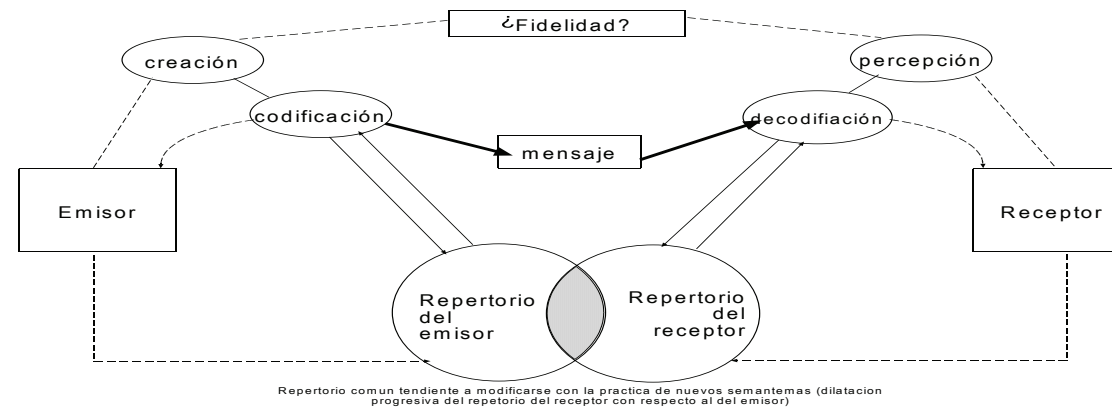 ¿Fidelidad?
creación
percepción
codificación
decodifiación
mensaje
Emisor
Receptor
Repertorio
del
emisor
Repertorio
del
receptor
Repertorio comun tendiente a modificarse con la practica de nuevos semantemas (dilatacion
progresiva del repetorio del receptor con respecto al del emisor)